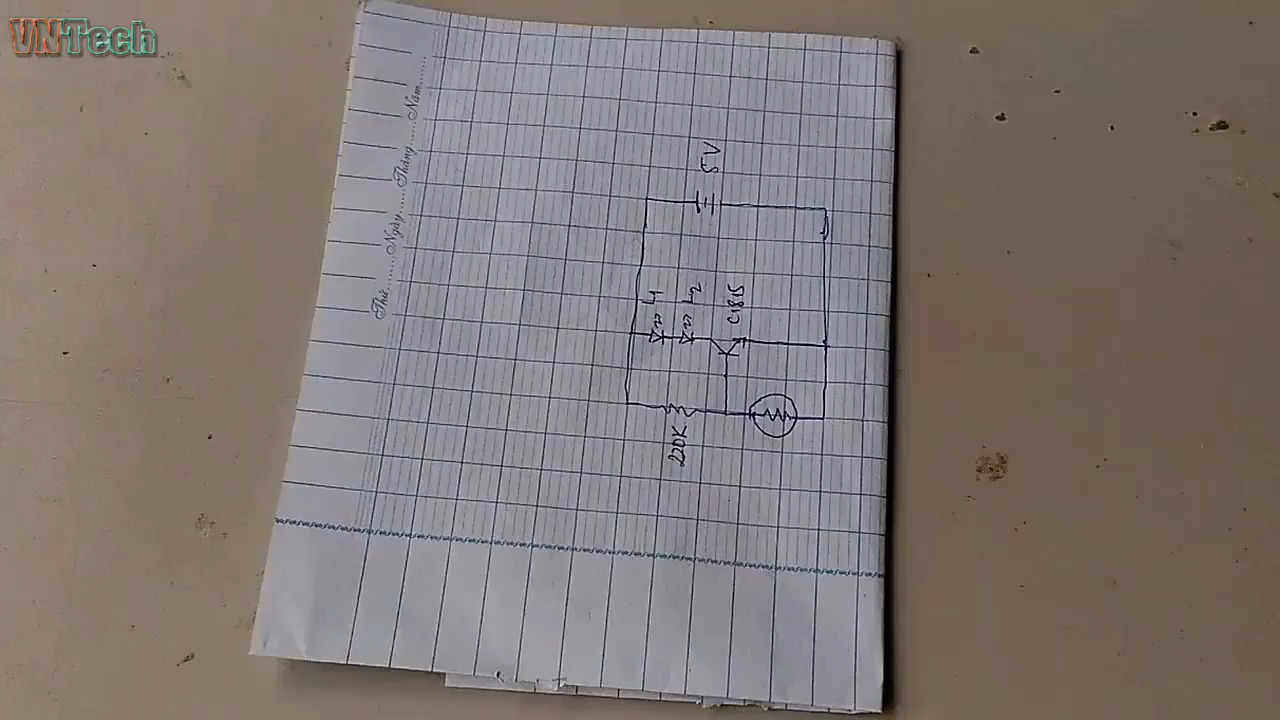 VNTech
Thứ.........Ngày.........Tháng.........Năm.........
5V
L1
L2
C1815
220K